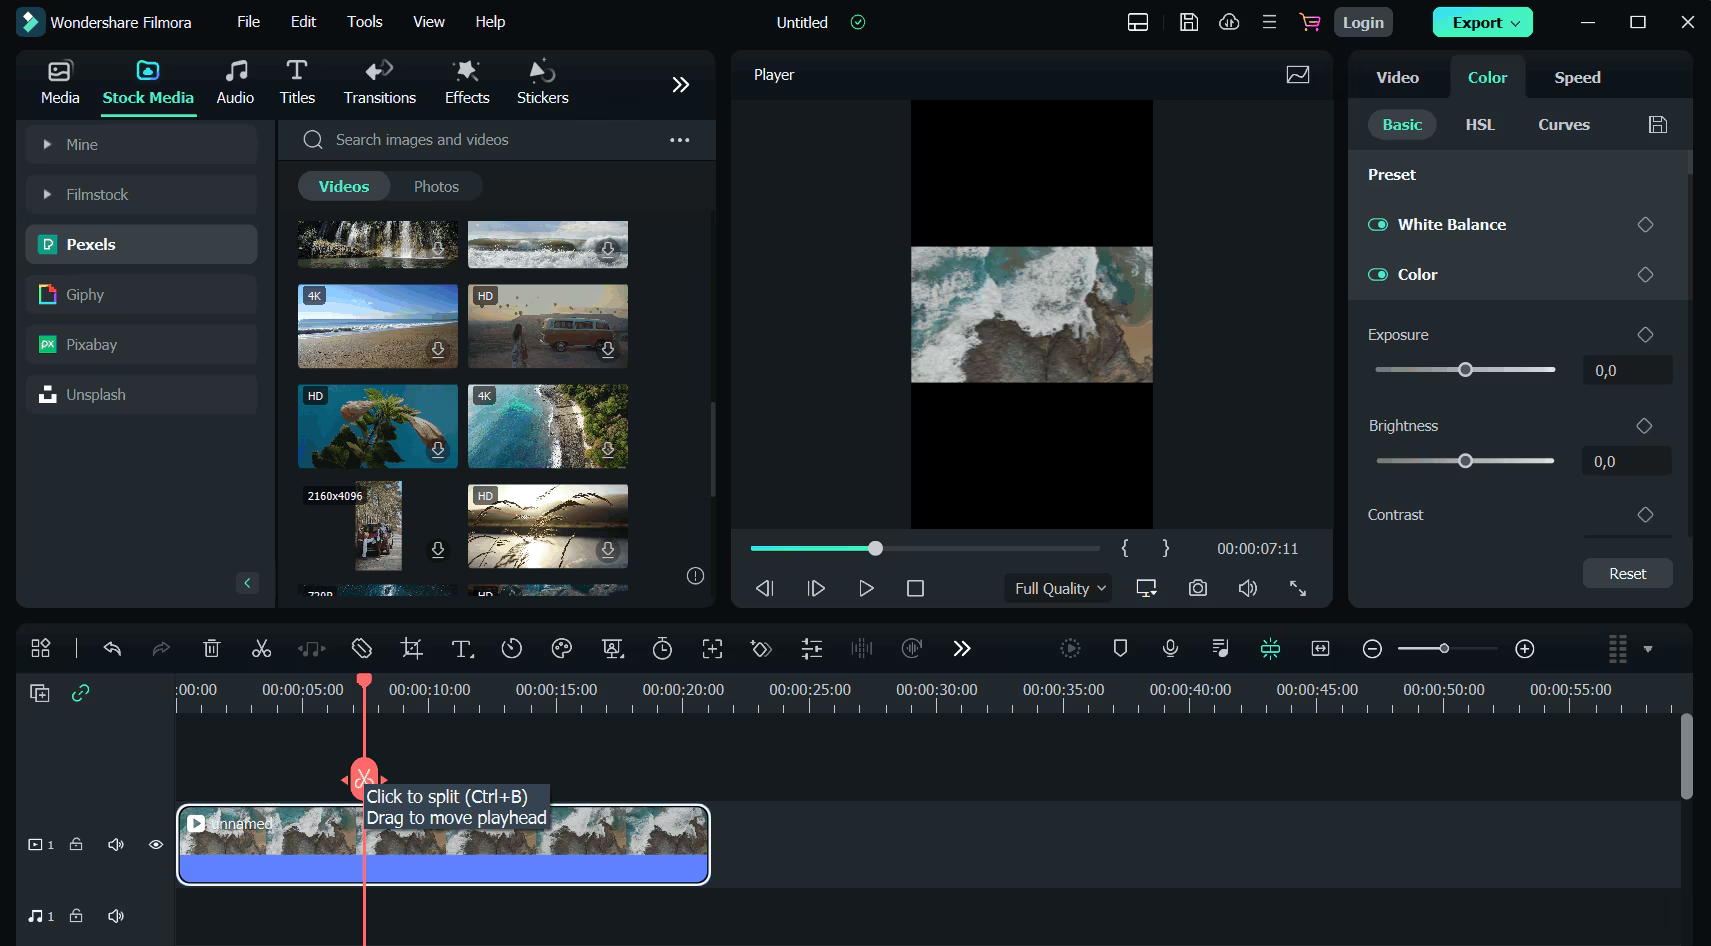 Wondershare Filmora
File
Edit
Tools
View
Help
Untitled
Login
Export
Media
Stock Media
Audio
Titles
Transitions
Effects
Stickers
Player
Video
Color
Speed
Mine
Filmstock
Pexels
Giphy
Pixabay
Unsplash
Search images and videos
Videos
Photos
4K
HD
HD
4K
2160x4096
HD
720P
HD
Basic
HSL
Curves
Preset
White Balance
Color
Exposure
0,0
Brightness
0,0
Contrast
Reset
00:00:07:11
Full Quality
:00:00
00:00:05:00
00:00:10:00
00:00:15:00
00:00:20:00
00:00:25:00
00:00:30:00
00:00:35:00
00:00:40:00
00:00:45:00
00:00:50:00
00:00:55:00
Click to split (Ctrl+B)
Drag to move playhead
unnamed
1
1